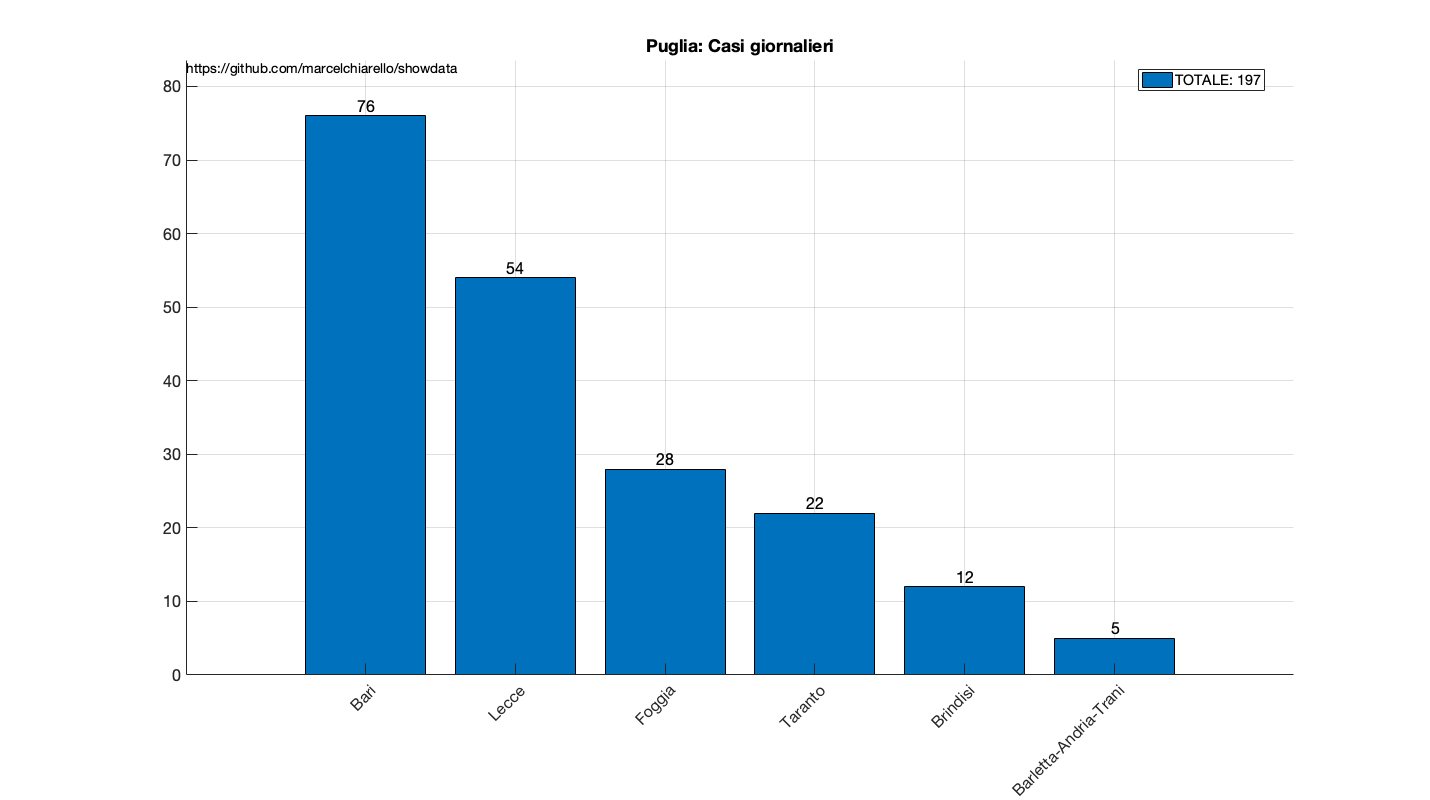 Puglia: Casi giornalieri
https://github.com/marcelchiarello/showdata
TOTALE: 197
80
70
60
50
40
30
20
10
0
76
54
28
22
12
5
Bari
Lecce
Foggia
Taranto
Brindisi
Barletta-Andria-Trani